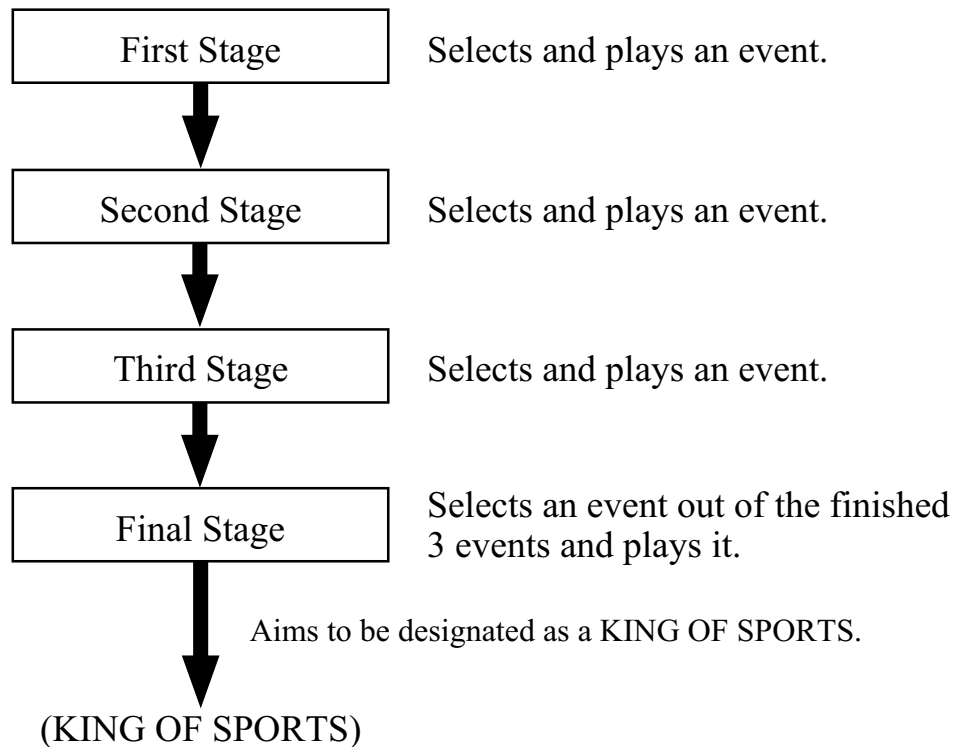 First Stage
Selects and plays an event.
Second Stage
Selects and plays an event.
Third Stage
Selects and plays an event.
Final Stage
Selects an event out of the finished
3 events and plays it.
Aims to be designated as a KING OF SPORTS.
(KING OF SPORTS)